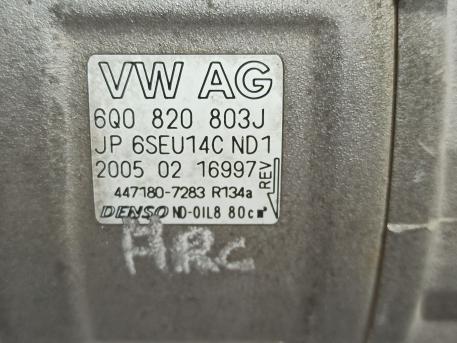 VW AG
6Q0 820 803J
JP 6SEU14C ND1
2005 02 16997
REV
447180-7283 R134a
DENSO ND-OIL8 80cm³
ARC